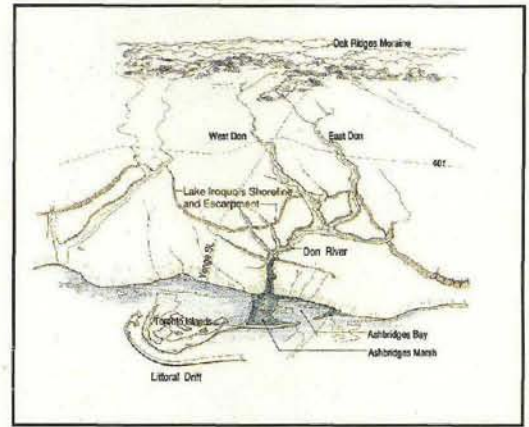 Oak Ridges Moraine
West Don
East Don
401
Lake Iroquois Shoreline
and Escarpment
Yonge St.
Don River
Toronto Islands
Ashbridges Bay
Ashbridges Marsh
Littoral Drift